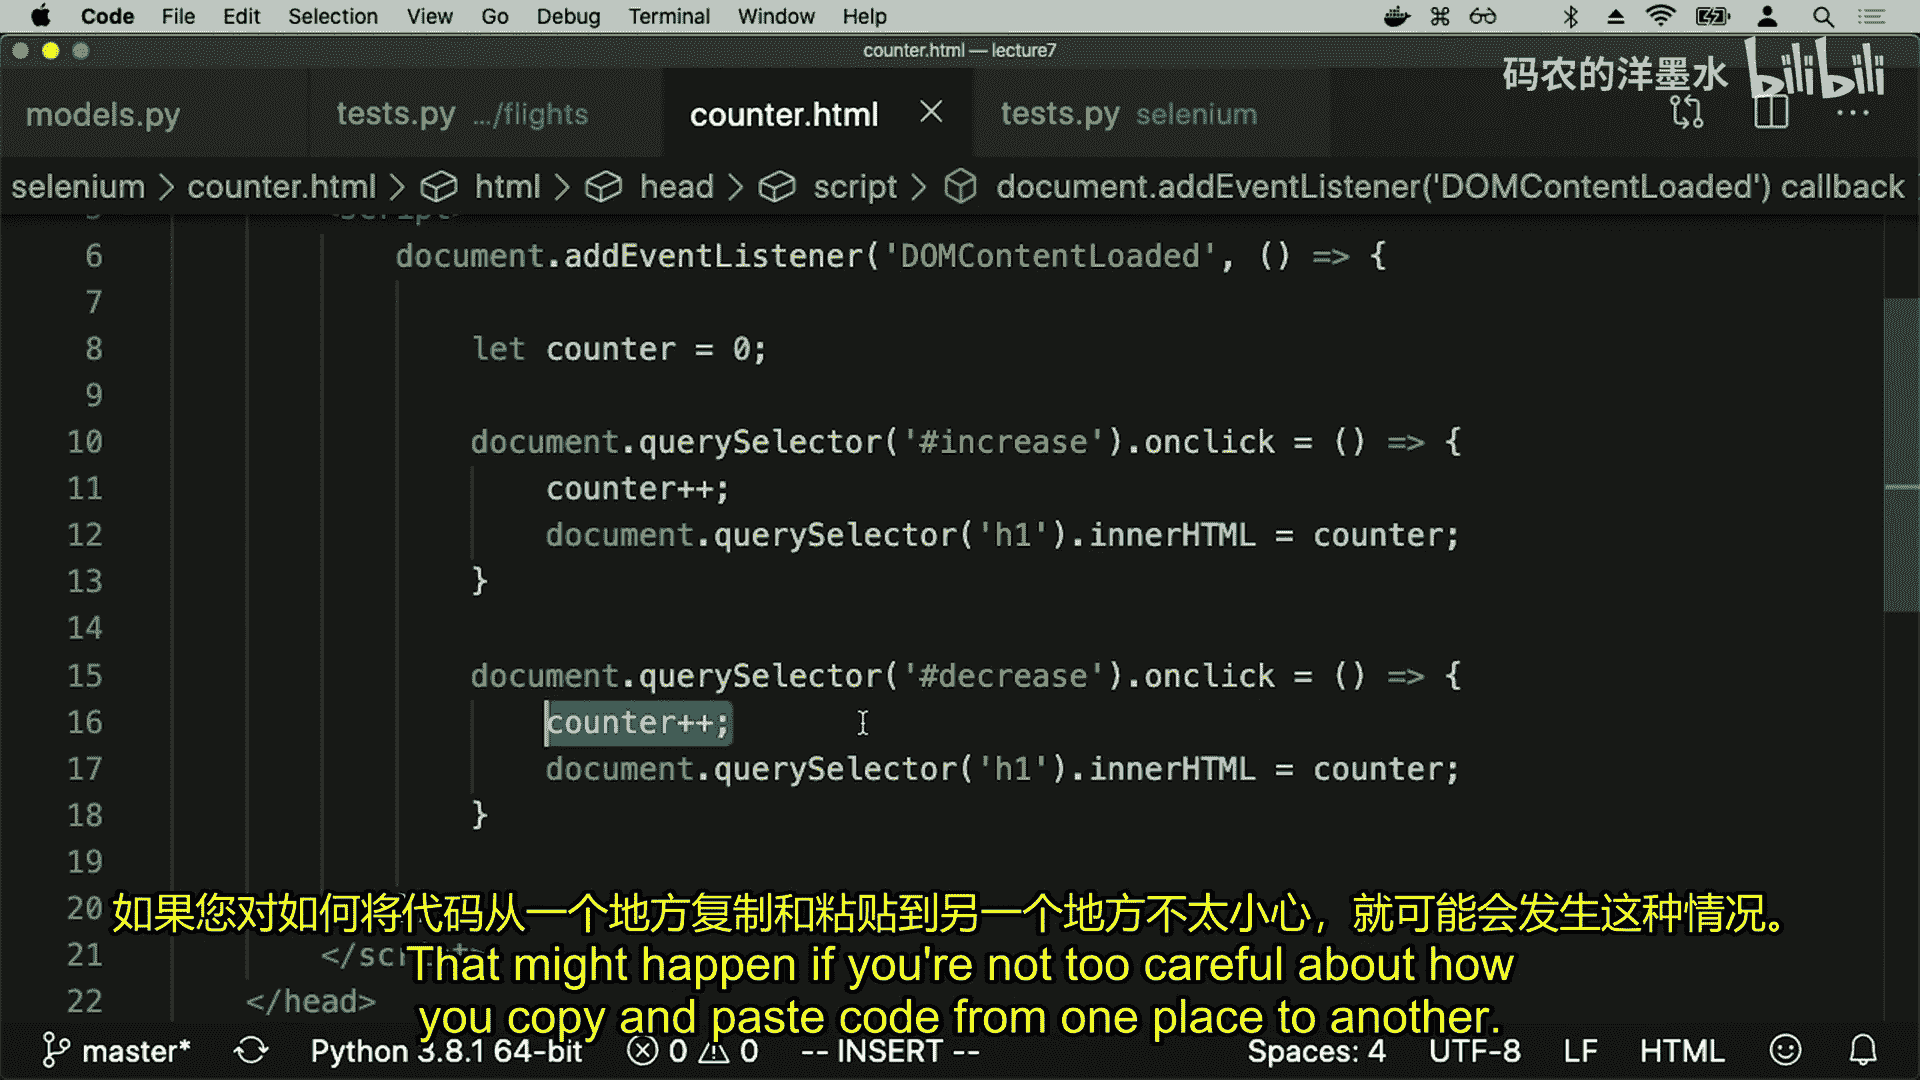 Code File Edit Selection View Go Debug Terminal Window Help
counter.html — lecture7
码农的洋墨水 bilibili
models.py tests.py .../flights counter.html tests.py selenium
selenium > counter.html > html > head > script > document.addEventListener('DOMContentLoaded') callback
5 <script>
6 document.addEventListener('DOMContentLoaded', () => {
7
8 let counter = 0;
9
10 document.querySelector('#increase').onclick = () => {
11 counter++;
12 document.querySelector('h1').innerHTML = counter;
13 }
14
15 document.querySelector('#decrease').onclick = () => {
16 counter++;
17 document.querySelector('h1').innerHTML = counter;
18 }
19
20
如果您对如何将代码从一个地方复制和粘贴到另一个地方不太小心，就可能会发生这种情况。
21 </script>
That might happen if you're not too careful about how
22 </head>
you copy and paste code from one place to another.
master* Python 3.8.1 64-bit 0 0 -- INSERT -- Spaces: 4 UTF-8 LF HTML